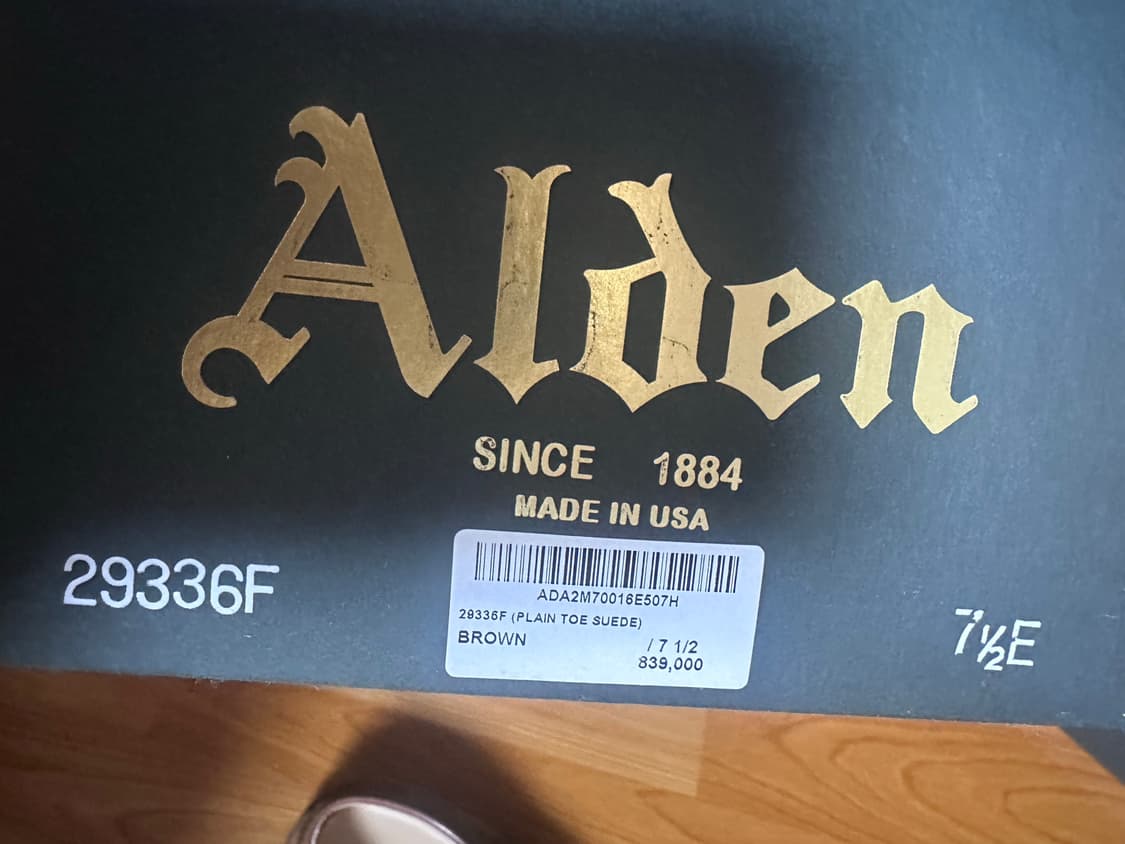 Alden
SINCE 1884
MADE IN USA
29336F
ADA2M70016E507H
29336F (PLAIN TOE SUEDE)
BROWN / 7 1/2
839,000
7½E